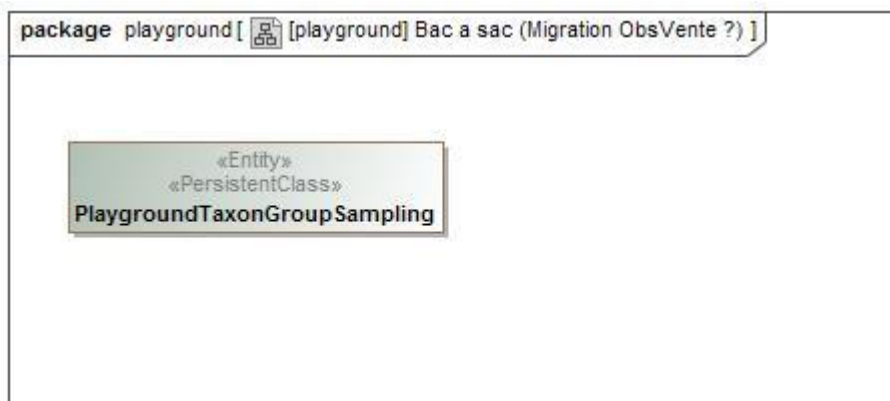 package playground [ [playground] Bac a sac (Migration ObsVente ?) ]
«Entity»
«PersistentClass»
PlaygroundTaxonGroupSampling